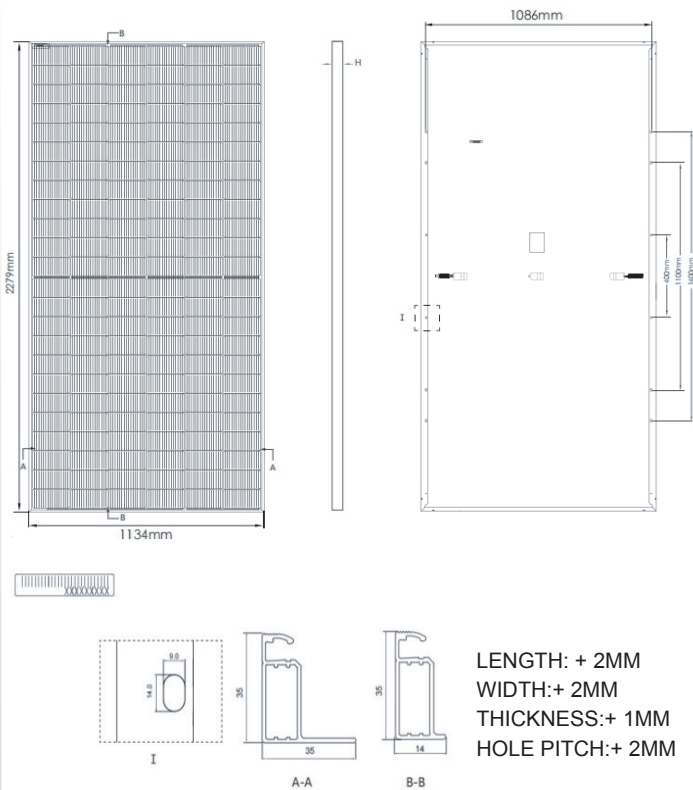 1086mm
B
H
2279mm
400mm
1100mm
1400mm
I
A
A
B
1134mm
9.0
14.0
I
35
35
A-A
35
14
B-B
LENGTH: + 2MM
WIDTH:+ 2MM
THICKNESS:+ 1MM
HOLE PITCH:+ 2MM